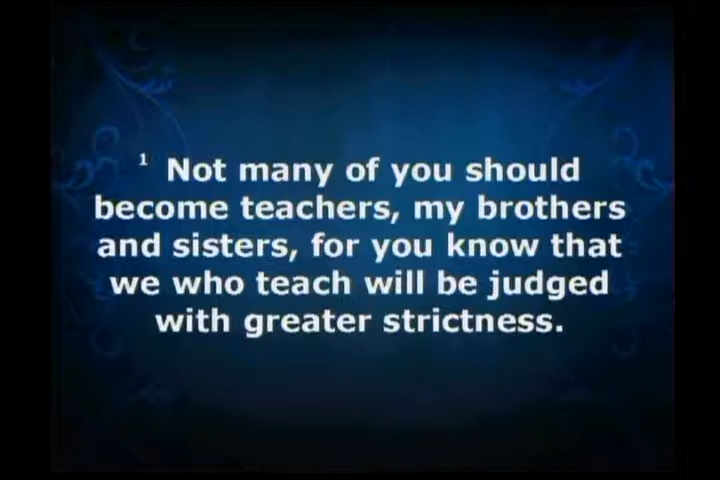 1 Not many of you should
become teachers, my brothers
and sisters, for you know that
we who teach will be judged
with greater strictness.